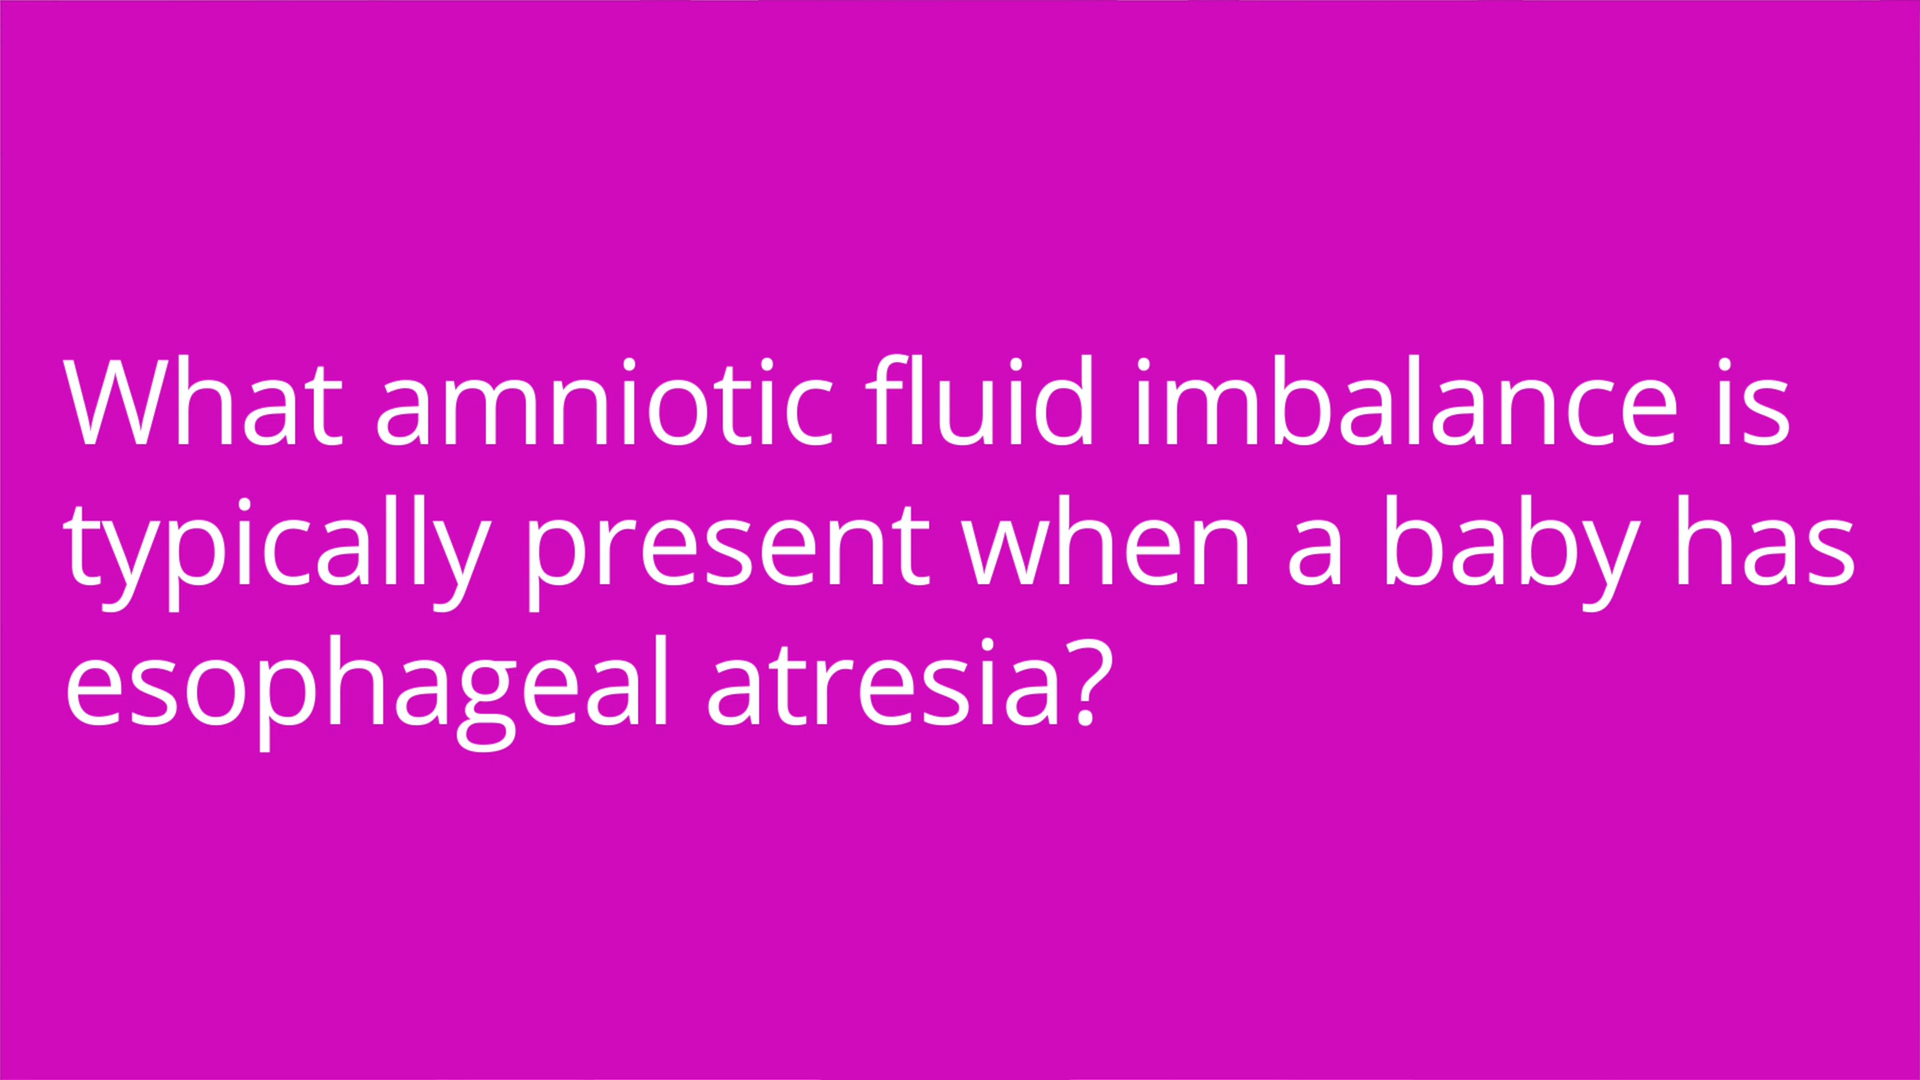 What amniotic fluid imbalance is
typically present when a baby has
esophageal atresia?